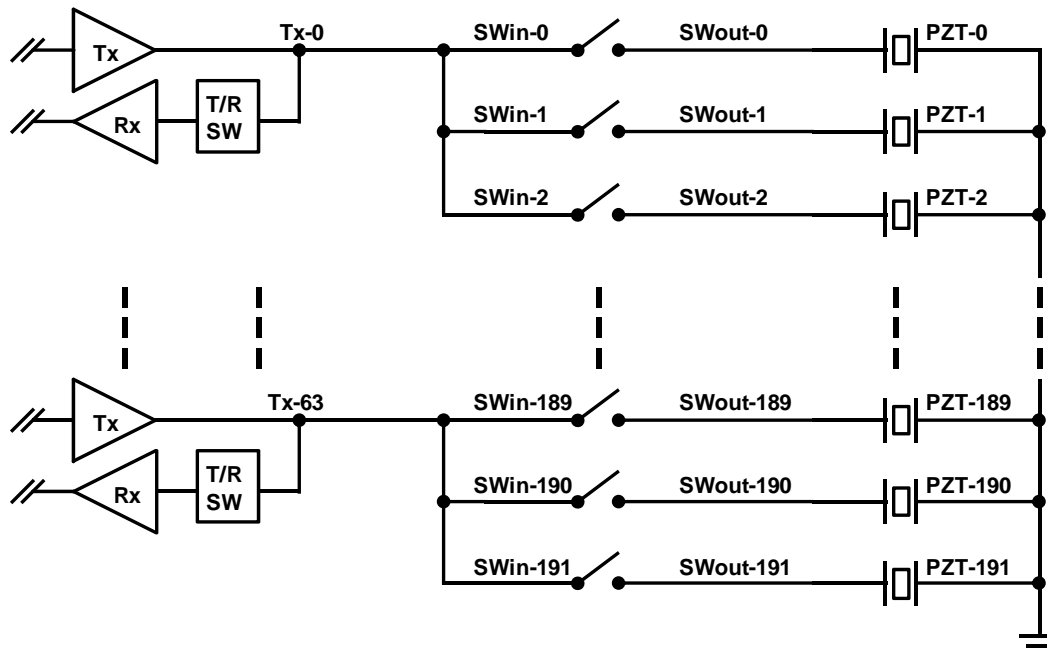 Tx-0 SWin-0 SWout-0 PZT-0
Tx
T/R
SW
Rx
SWin-1 SWout-1 PZT-1
SWin-2 SWout-2 PZT-2
Tx-63 SWin-189 SWout-189 PZT-189
Tx
T/R
SW
Rx
SWin-190 SWout-190 PZT-190
SWin-191 SWout-191 PZT-191